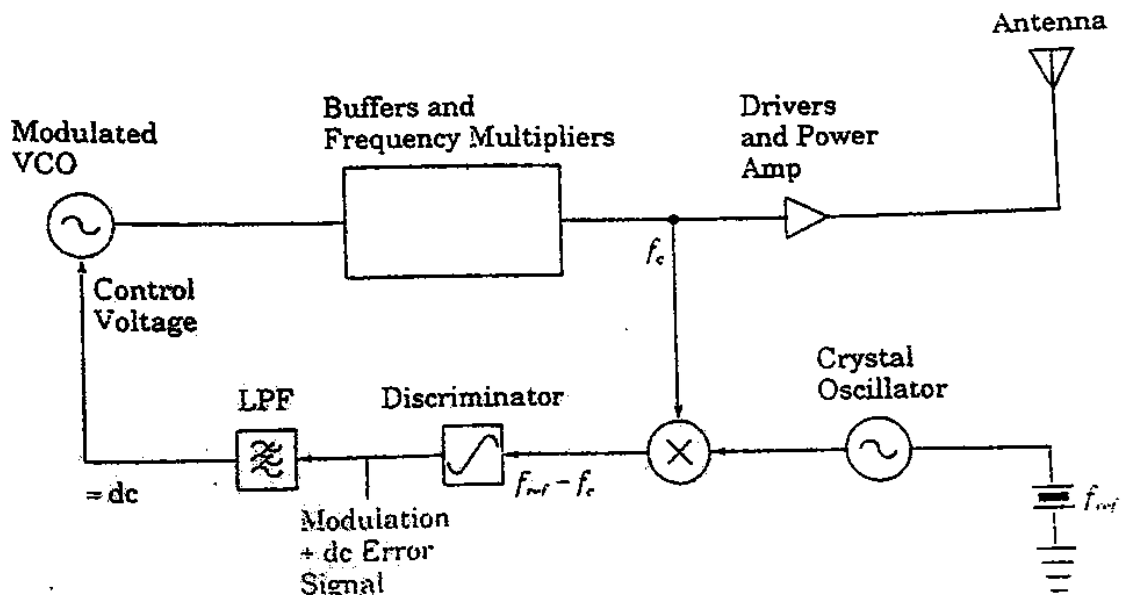 Antenna
Buffers and
Frequency Multipliers
Drivers
and Power
Amp
Modulated
VCO
f_c
Control
Voltage
Crystal
Oscillator
LPF
Discriminator
= dc
f_ref - f_c
f_ref
Modulation
+ dc Error
Signal